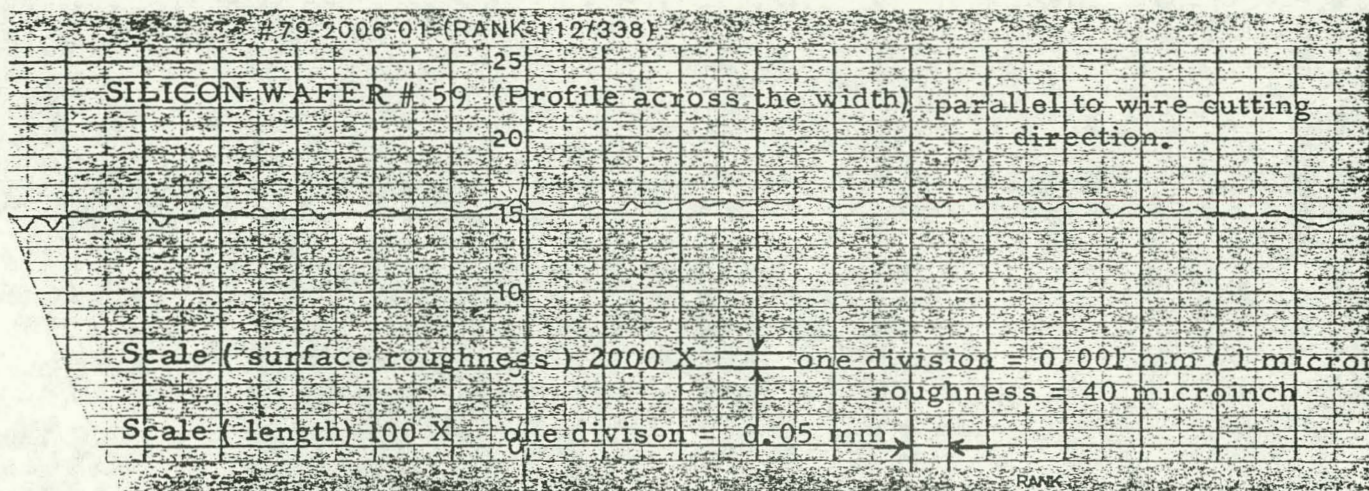 #79-2006-01-(RANK-112/338)
25
SILICON WAFER # 59 (Profile across the width) parallel to wire cutting
direction.
20
15
10
Scale ( surface roughness ) 2000 X one division = 0.001 mm ( 1 micron
5
roughness = 40 microinch
Scale ( length) 100 X one divison = 0.05 mm
0
RANK